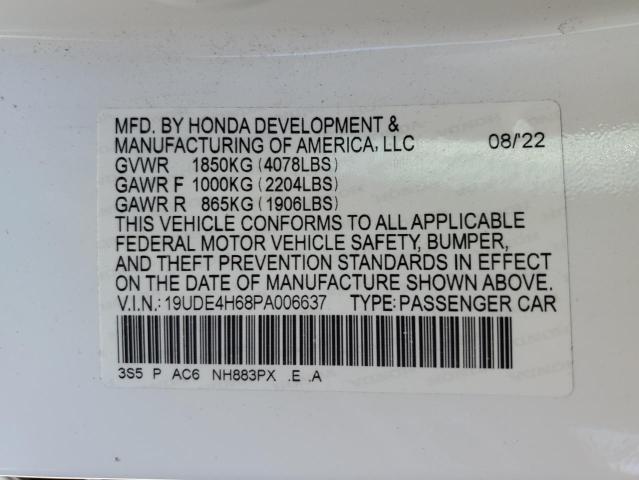 MFD. BY HONDA DEVELOPMENT &
MANUFACTURING OF AMERICA, LLC 08/'22
GVWR 1850KG (4078LBS)
GAWR F 1000KG (2204LBS)
GAWR R 865KG (1906LBS)
THIS VEHICLE CONFORMS TO ALL APPLICABLE
FEDERAL MOTOR VEHICLE SAFETY, BUMPER,
AND THEFT PREVENTION STANDARDS IN EFFECT
ON THE DATE OF MANUFACTURE SHOWN ABOVE.
V.I.N.: 19UDE4H68PA006637 TYPE: PASSENGER CAR
3S5 P AC6 NH883PX .E .A